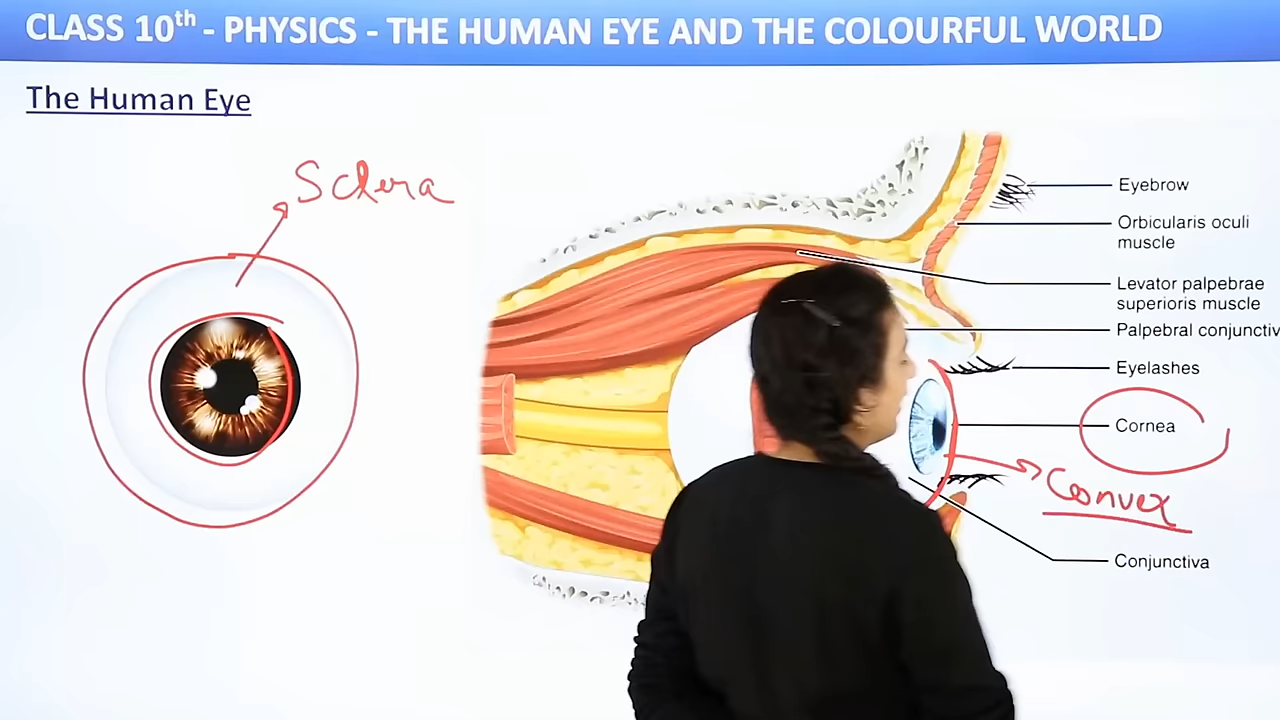 CLASS 10th - PHYSICS - THE HUMAN EYE AND THE COLOURFUL WORLD
The Human Eye
Sclera
Eyebrow
Orbicularis oculi
muscle
Levator palpebrae
superioris muscle
Palpebral conjunctiv
Eyelashes
Cornea
Convex
Conjunctiva